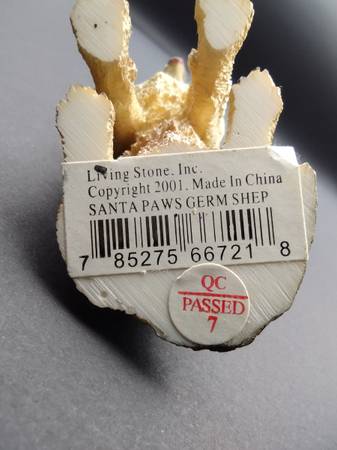 Living Stone, Inc.
Copyright 2001. Made In China
SANTA PAWS GERM SHEP
7 85275 66721 8
QC
PASSED
7